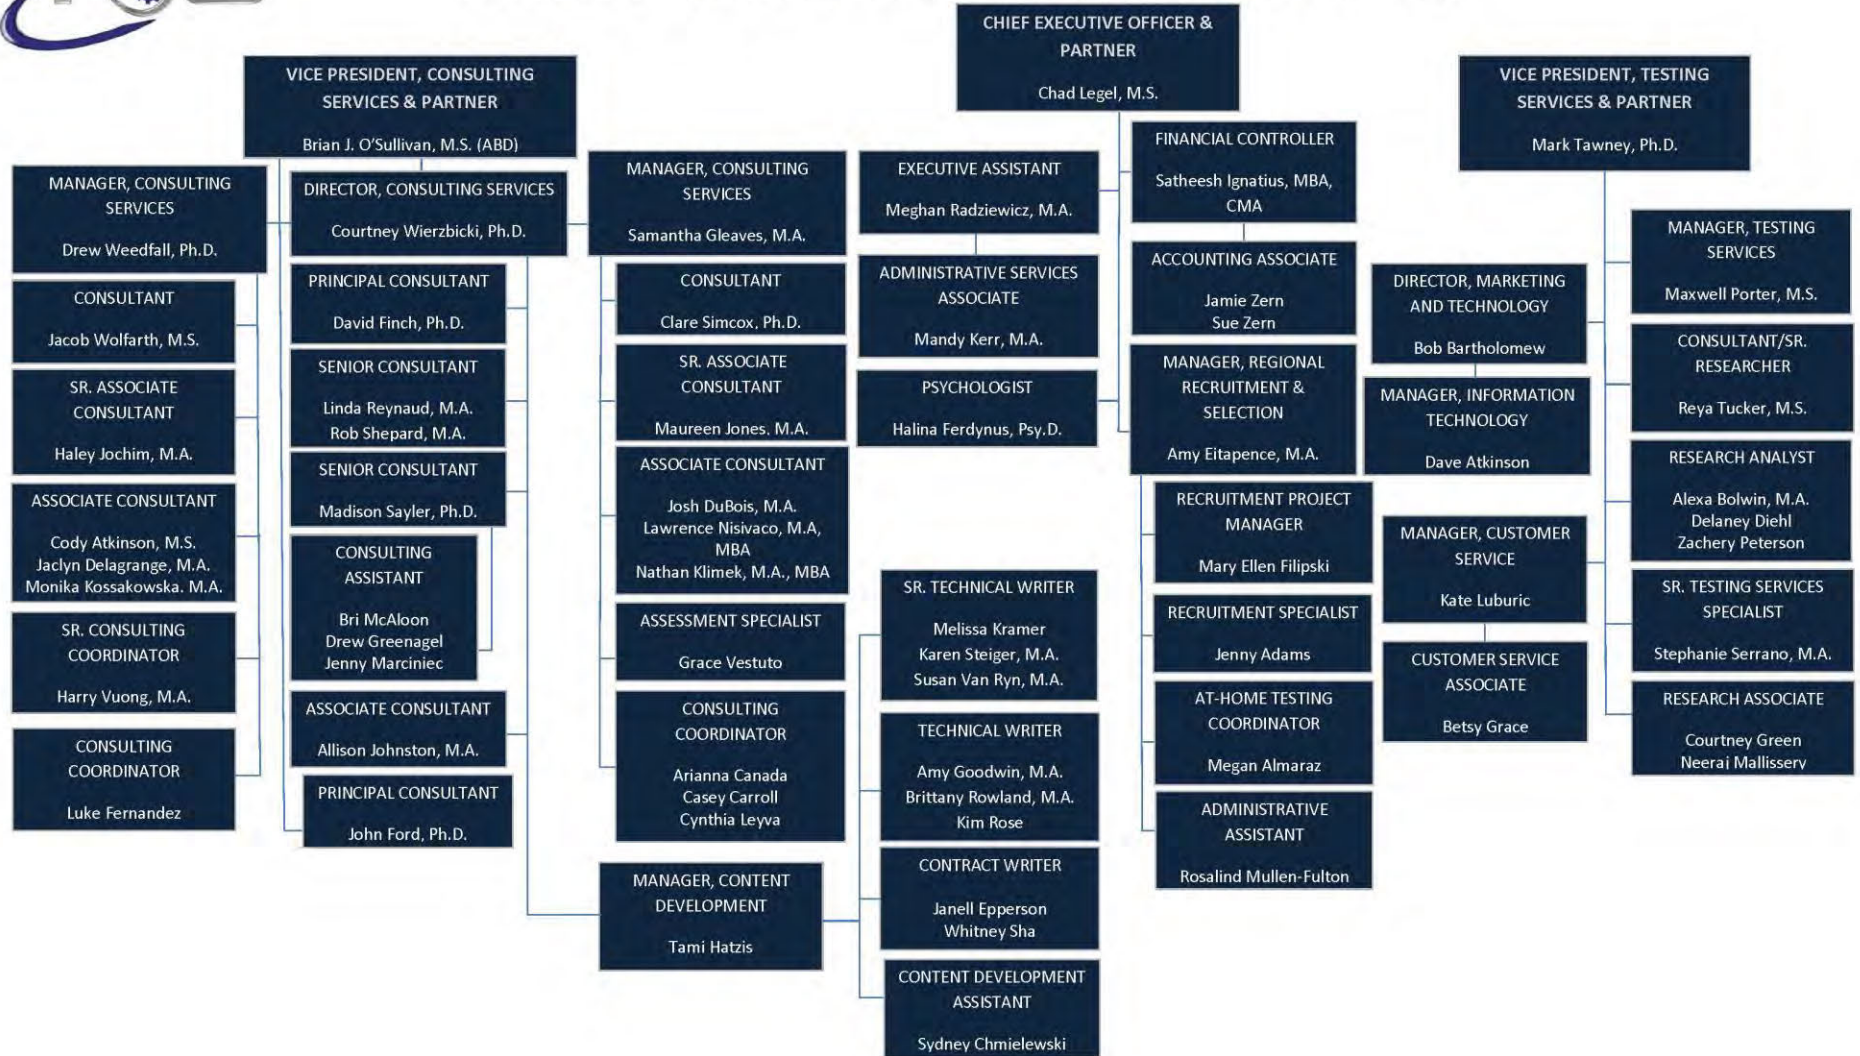 CHIEF EXECUTIVE OFFICER &
PARTNER
Chad Legel, M.S.
VICE PRESIDENT, CONSULTING
SERVICES & PARTNER
Brian J. O'Sullivan, M.S. (ABD)
VICE PRESIDENT, TESTING
SERVICES & PARTNER
Mark Tawney, Ph.D.
MANAGER, CONSULTING
SERVICES
Drew Weedfall, Ph.D.
CONSULTANT
Jacob Wolfarth, M.S.
SR. ASSOCIATE
CONSULTANT
Haley Jochim, M.A.
ASSOCIATE CONSULTANT
Cody Atkinson, M.S.
Jaclyn Delagrange, M.A.
Monika Kossakowska. M.A.
SR. CONSULTING
COORDINATOR
Harry Vuong, M.A.
CONSULTING
COORDINATOR
Luke Fernandez
DIRECTOR, CONSULTING SERVICES
Courtney Wierzbicki, Ph.D.
PRINCIPAL CONSULTANT
David Finch, Ph.D.
SENIOR CONSULTANT
Linda Reynaud, M.A.
Rob Shepard, M.A.
SENIOR CONSULTANT
Madison Sayler, Ph.D.
CONSULTING
ASSISTANT
Bri McAloon
Drew Greenagel
Jenny Marciniec
ASSOCIATE CONSULTANT
Allison Johnston, M.A.
PRINCIPAL CONSULTANT
John Ford, Ph.D.
MANAGER, CONSULTING
SERVICES
Samantha Gleaves, M.A.
CONSULTANT
Clare Simcox, Ph.D.
SR. ASSOCIATE
CONSULTANT
Maureen Jones. M.A.
ASSOCIATE CONSULTANT
Josh DuBois, M.A.
Lawrence Nisivaco, M.A,
MBA
Nathan Klimek, M.A., MBA
ASSESSMENT SPECIALIST
Grace Vestuto
CONSULTING
COORDINATOR
Arianna Canada
Casey Carroll
Cynthia Leyva
MANAGER, CONTENT
DEVELOPMENT
Tami Hatzis
EXECUTIVE ASSISTANT
Meghan Radziewicz, M.A.
ADMINISTRATIVE SERVICES
ASSOCIATE
Mandy Kerr, M.A.
PSYCHOLOGIST
Halina Ferdynus, Psy.D.
SR. TECHNICAL WRITER
Melissa Kramer
Karen Steiger, M.A.
Susan Van Ryn, M.A.
TECHNICAL WRITER
Amy Goodwin, M.A.
Brittany Rowland, M.A.
Kim Rose
CONTRACT WRITER
Janell Epperson
Whitney Sha
CONTENT DEVELOPMENT
ASSISTANT
Sydney Chmielewski
FINANCIAL CONTROLLER
Satheesh Ignatius, MBA,
CMA
ACCOUNTING ASSOCIATE
Jamie Zern
Sue Zern
MANAGER, REGIONAL
RECRUITMENT &
SELECTION
Amy Eitapence, M.A.
RECRUITMENT PROJECT
MANAGER
Mary Ellen Filipski
RECRUITMENT SPECIALIST
Jenny Adams
AT-HOME TESTING
COORDINATOR
Megan Almaraz
ADMINISTRATIVE
ASSISTANT
Rosalind Mullen-Fulton
DIRECTOR, MARKETING
AND TECHNOLOGY
Bob Bartholomew
MANAGER, INFORMATION
TECHNOLOGY
Dave Atkinson
MANAGER, CUSTOMER
SERVICE
Kate Luburic
CUSTOMER SERVICE
ASSOCIATE
Betsy Grace
MANAGER, TESTING
SERVICES
Maxwell Porter, M.S.
CONSULTANT/SR.
RESEARCHER
Reya Tucker, M.S.
RESEARCH ANALYST
Alexa Bolwin, M.A.
Delaney Diehl
Zachery Peterson
SR. TESTING SERVICES
SPECIALIST
Stephanie Serrano, M.A.
RESEARCH ASSOCIATE
Courtney Green
Neeraj Mallissery